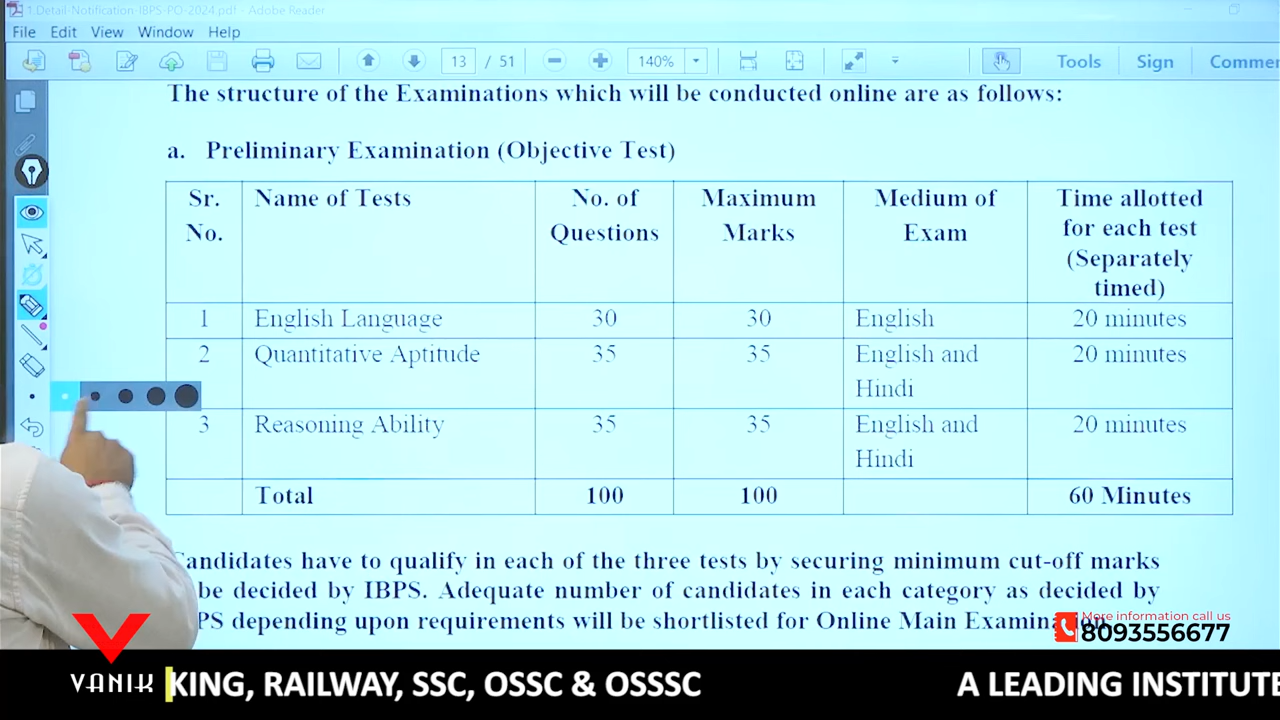 1.Detail-Notification-IBPS-PO-2024.pdf - Adobe Reader
File Edit View Window Help
13 / 51 140% Tools Sign
The structure of the Examinations which will be conducted online are as follows:
a. Preliminary Examination (Objective Test)
Sr. No. Name of Tests No. of Questions Maximum Marks Medium of Exam Time allotted for each test (Separately timed)
1 English Language 30 30 English 20 minutes
2 Quantitative Aptitude 35 35 English and Hindi 20 minutes
3 Reasoning Ability 35 35 English and Hindi 20 minutes
Total 100 100 60 Minutes
Candidates have to qualify in each of the three tests by securing minimum cut-off marks
be decided by IBPS. Adequate number of candidates in each category as decided by
PS depending upon requirements will be shortlisted for Online Main
More information call us
8093556677
VANIK
KING, RAILWAY, SSC, OSSC & OSSSC A LEADING INSTITUTE